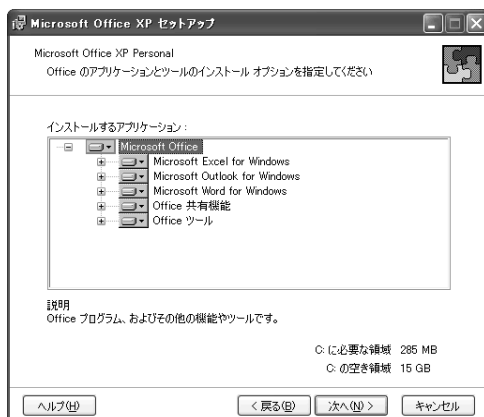 Microsoft Office XP セットアップ
Microsoft Office XP Personal
Office のアプリケーションとツールのインストール オプションを指定してください
インストールするアプリケーション :
Microsoft Office
Microsoft Excel for Windows
Microsoft Outlook for Windows
Microsoft Word for Windows
Office 共有機能
Office ツール
説明
Office プログラム、およびその他の機能やツールです。
C: に必要な領域 285 MB
C: の空き領域 15 GB
ヘルプ(H) < 戻る(B) 次へ(N) > キャンセル